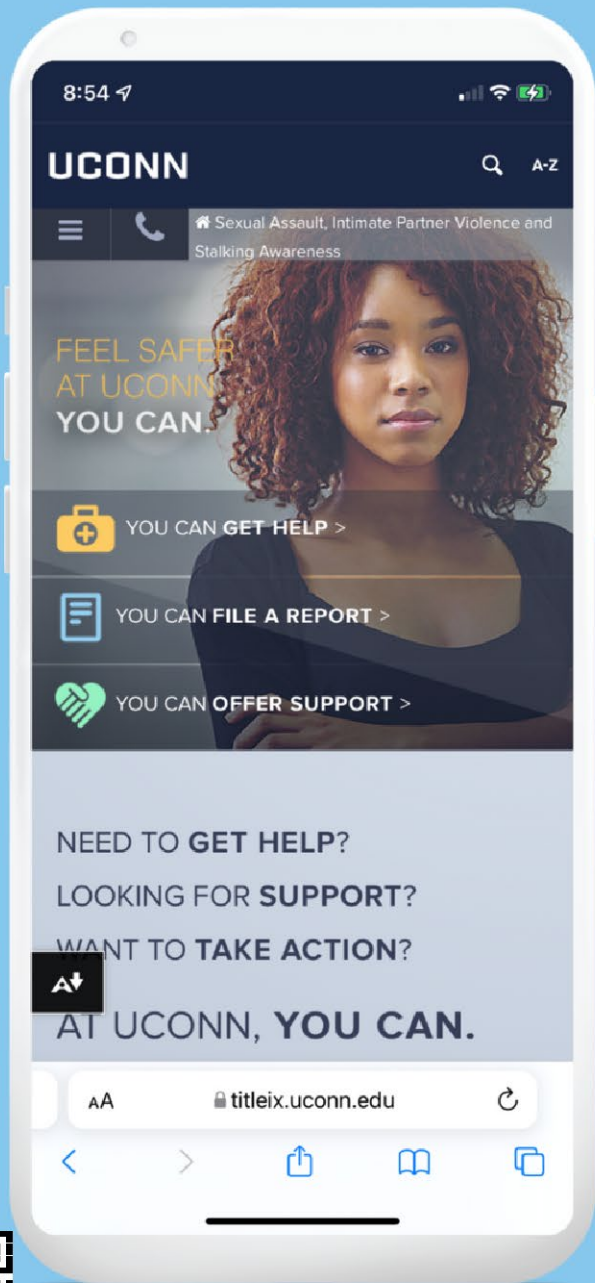 8:54
UCONN
A-Z
Sexual Assault, Intimate Partner Violence and
Stalking Awareness
FEEL SAFER
AT UCONN
YOU CAN.
YOU CAN GET HELP >
YOU CAN FILE A REPORT >
YOU CAN OFFER SUPPORT >
NEED TO GET HELP?
LOOKING FOR SUPPORT?
WANT TO TAKE ACTION?
A
AT UCONN, YOU CAN.
AA titleix.uconn.edu